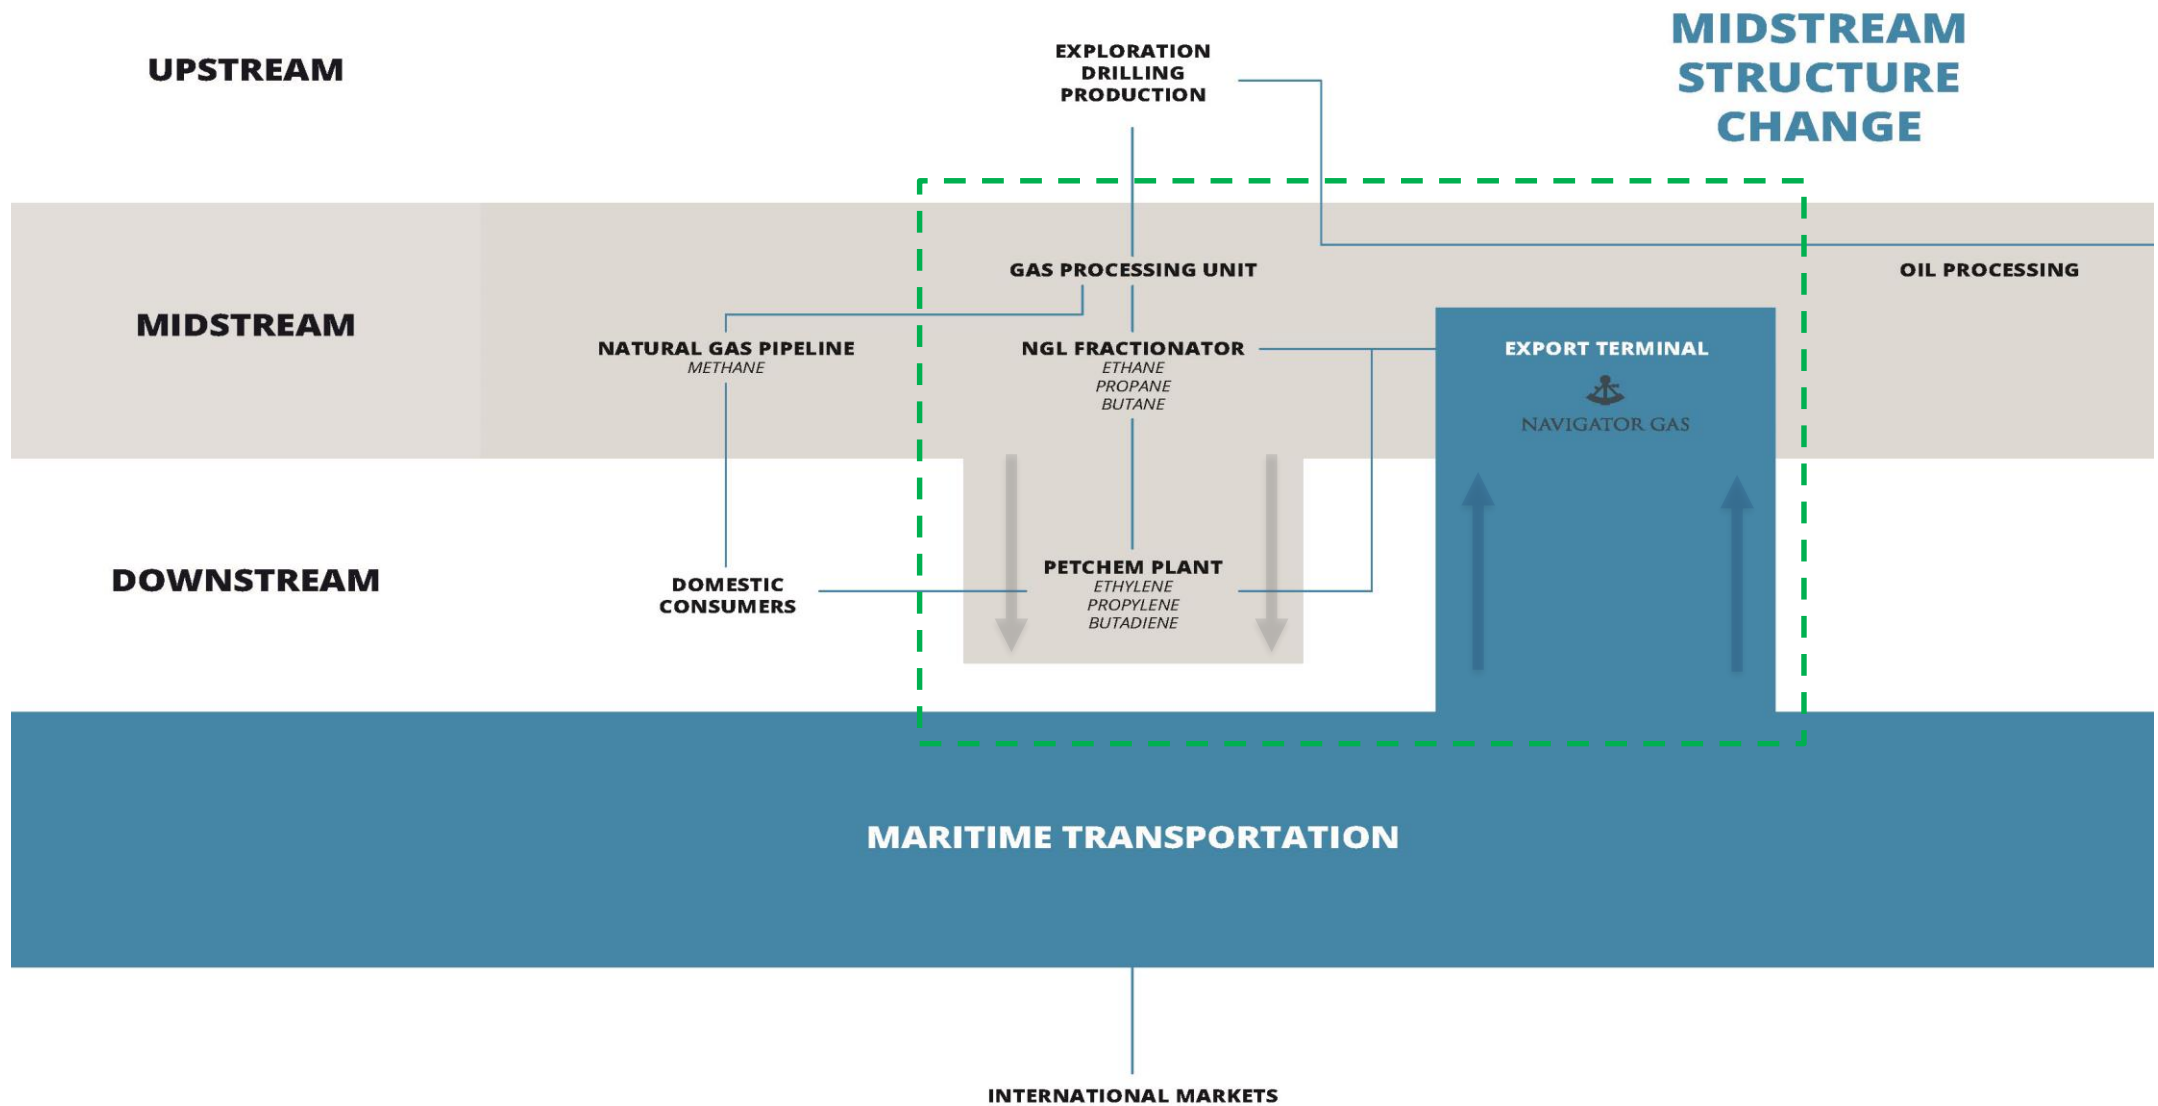 MIDSTREAM
STRUCTURE
CHANGE
UPSTREAM
EXPLORATION
DRILLING
PRODUCTION
GAS PROCESSING UNIT
OIL PROCESSING
MIDSTREAM
NATURAL GAS PIPELINE
METHANE
NGL FRACTIONATOR
ETHANE
PROPANE
BUTANE
EXPORT TERMINAL
NAVIGATOR GAS
DOWNSTREAM
DOMESTIC
CONSUMERS
PETCHEM PLANT
ETHYLENE
PROPYLENE
BUTADIENE
MARITIME TRANSPORTATION
INTERNATIONAL MARKETS